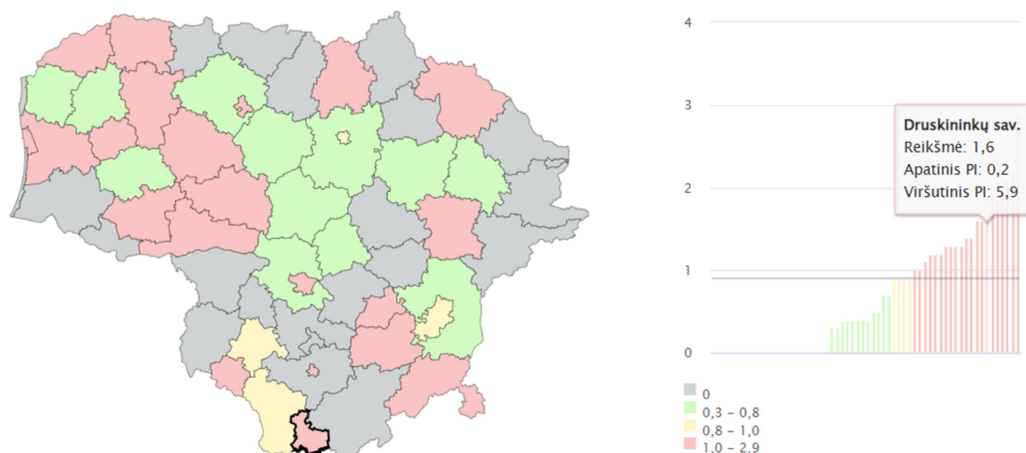 4
3
Druskininkų sav.
Reikšmė: 1,6
Apatinis PI: 0,2
Viršutinis PI: 5,9
2
1
0
0
0,3 – 0,8
0,8 – 1,0
1,0 – 2,9